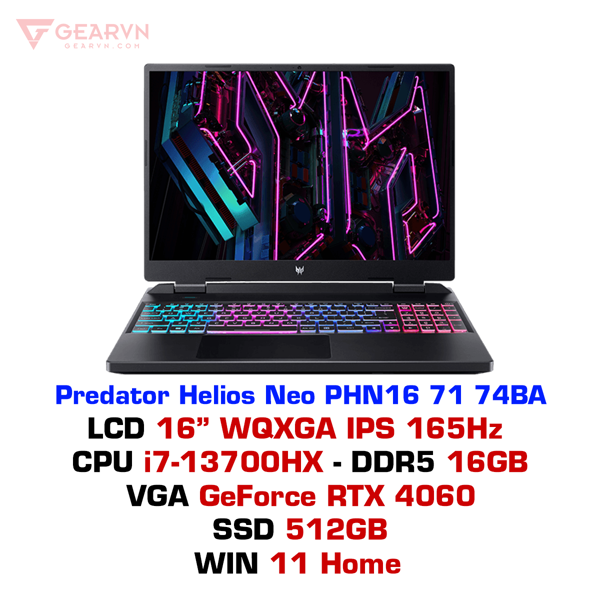 GEARVN
GEARVN.COM
Predator Helios Neo PHN16 71 74BA
LCD 16” WQXGA IPS 165Hz
CPU i7-13700HX - DDR5 16GB
VGA GeForce RTX 4060
SSD 512GB
WIN 11 Home